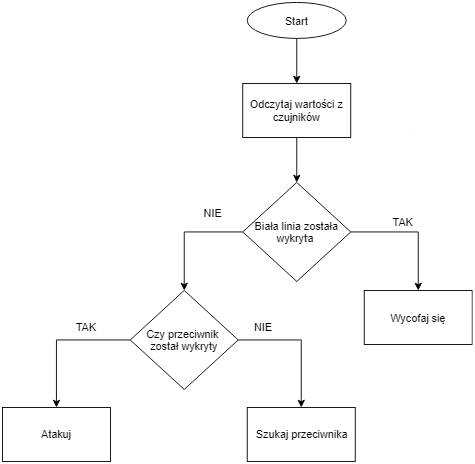 Start
Odczytaj wartości z
czujników
Biała linia została
wykryta
NIE
TAK
Wycofaj się
Czy przeciwnik
został wykryty
TAK
NIE
Atakuj
Szukaj przeciwnika